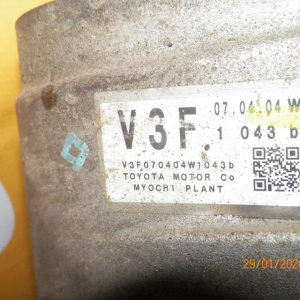 07.04.04 W
V3F.
1 043 b
V3F070404W1043b
TOYOTA MOTOR Co
MYOCHI PLANT
29/01/202